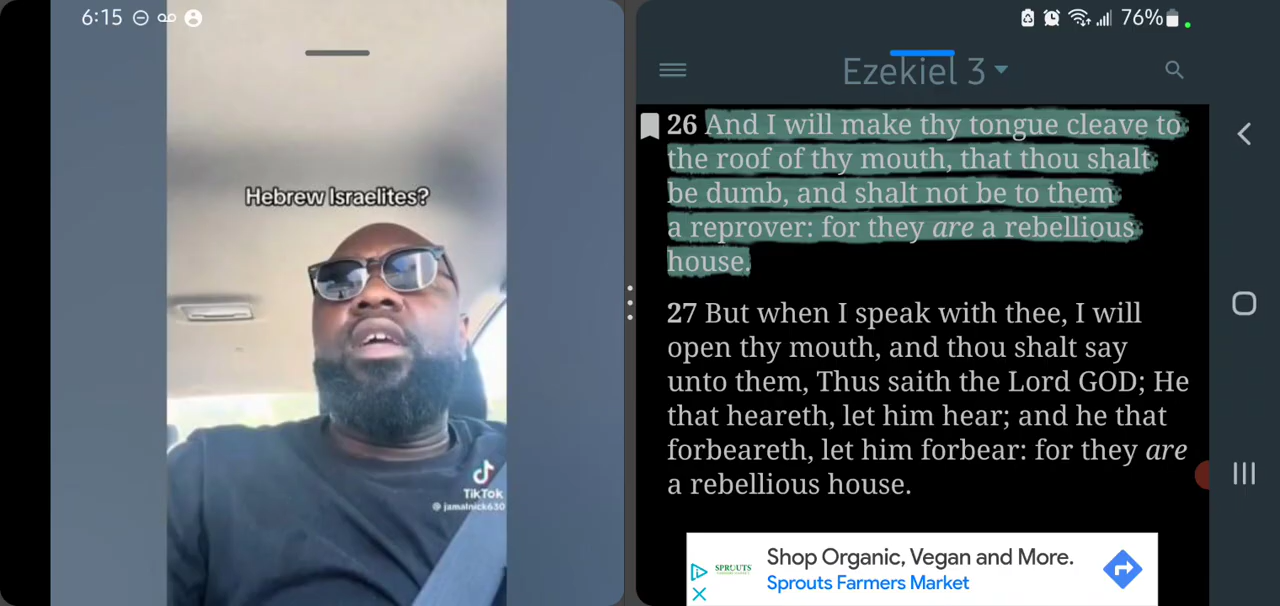 6:15
Hebrew Israelites?
TikTok
@ jamalnick630
76%
Ezekiel 3
26 And I will make thy tongue cleave to
the roof of thy mouth, that thou shalt
be dumb, and shalt not be to them
a reprover: for they are a rebellious
house.
27 But when I speak with thee, I will
open thy mouth, and thou shalt say
unto them, Thus saith the Lord GOD; He
that heareth, let him hear; and he that
forbeareth, let him forbear: for they are
a rebellious house.
SPROUTS
Shop Organic, Vegan and More.
Sprouts Farmers Market